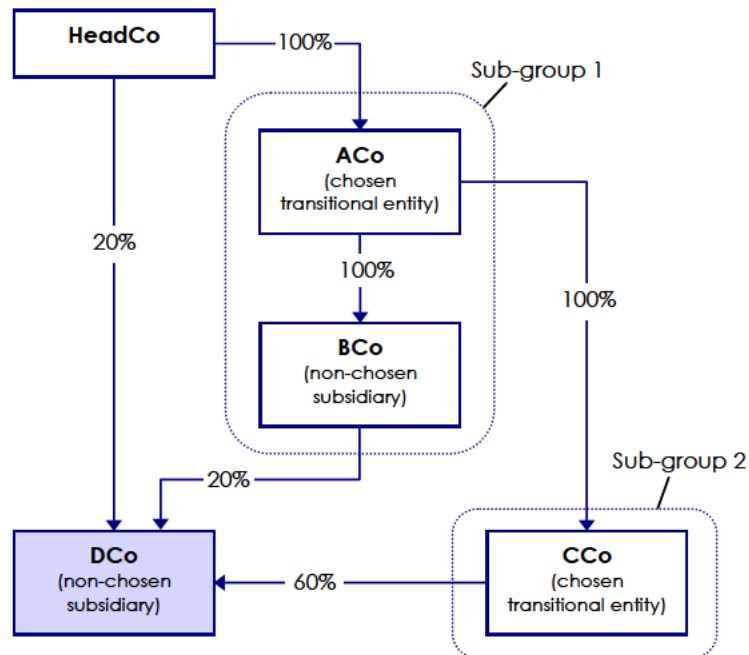 HeadCo
100%
Sub-group 1
ACo
(chosen
transitional entity)
20%
100%
100%
BCo
(non-chosen
subsidiary)
Sub-group 2
20%
DCo
(non-chosen
subsidiary)
60%
CCo
(chosen
transitional entity)